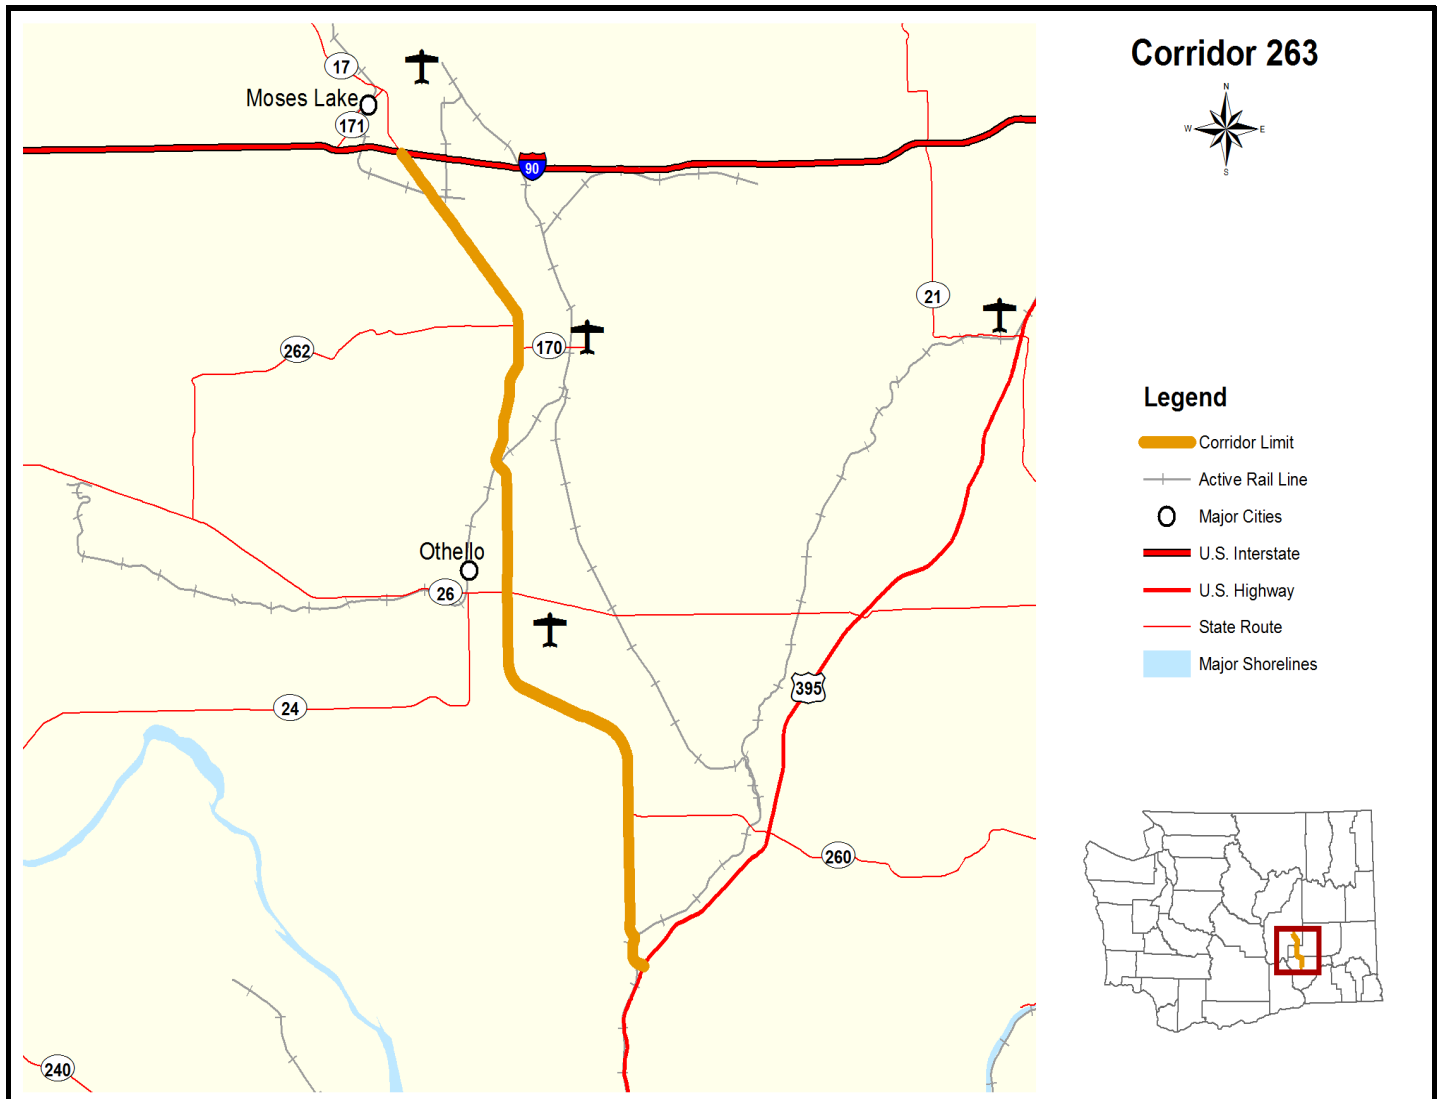 Corridor 263
N
W
E
S
17
Moses Lake
171
90
21
262
170
Othello
26
24
395
260
240
Legend
Corridor Limit
Active Rail Line
Major Cities
U.S. Interstate
U.S. Highway
State Route
Major Shorelines